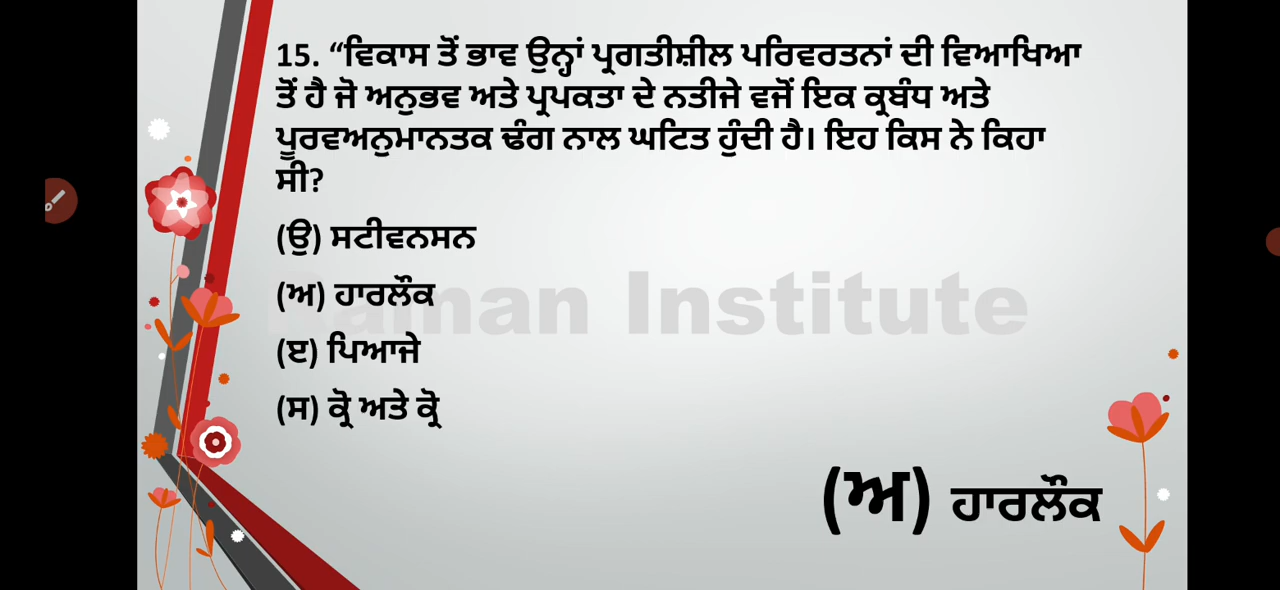 15. “ਵਿਕਾਸ ਤੋਂ ਭਾਵ ਉਨ੍ਹਾਂ ਪ੍ਰਗਤੀਸ਼ੀਲ ਪਰਿਵਰਤਨਾਂ ਦੀ ਵਿਆਖਿਆ
ਤੋਂ ਹੈ ਜੋ ਅਨੁਭਵ ਅਤੇ ਪ੍ਰਪਕਤਾ ਦੇ ਨਤੀਜੇ ਵਜੋਂ ਇਕ ਕ੍ਰਬੰਧ ਅਤੇ
ਪੂਰਵਅਨੁਮਾਨਤਕ ਢੰਗ ਨਾਲ ਘਟਿਤ ਹੁੰਦੀ ਹੈ। ਇਹ ਕਿਸ ਨੇ ਕਿਹਾ
ਸੀ?
(ੳ) ਸਟੀਵਨਸਨ
(ਅ) ਹਾਰਲੌਕ
(ੲ) ਪਿਆਜੇ
(ਸ) ਕ੍ਰੋ ਅਤੇ ਕ੍ਰੋ
Raman Institute
(ਅ) ਹਾਰਲੌਕ